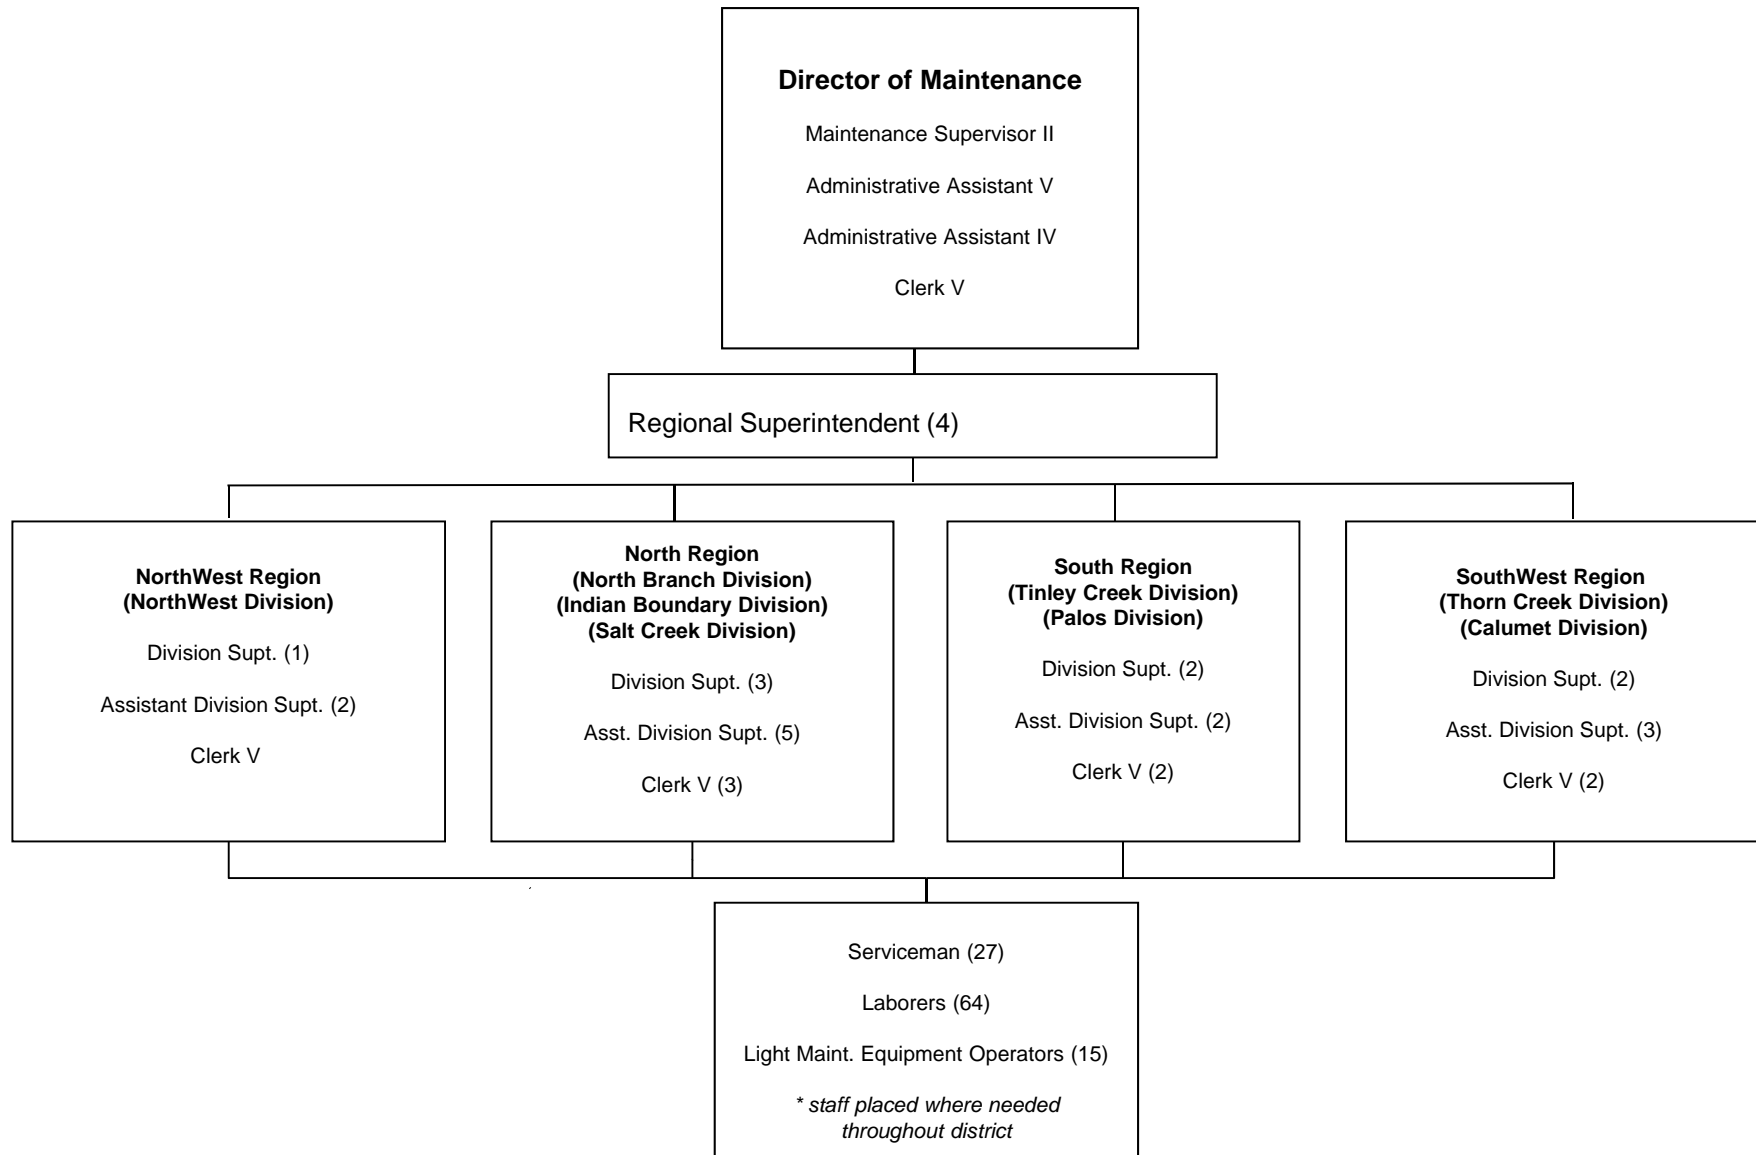 Director of Maintenance
Maintenance Supervisor II
Administrative Assistant V
Administrative Assistant IV
Clerk V
Regional Superintendent (4)
NorthWest Region
(NorthWest Division)
Division Supt. (1)
Assistant Division Supt. (2)
Clerk V
North Region
(North Branch Division)
(Indian Boundary Division)
(Salt Creek Division)
Division Supt. (3)
Asst. Division Supt. (5)
Clerk V (3)
South Region
(Tinley Creek Division)
(Palos Division)
Division Supt. (2)
Asst. Division Supt. (2)
Clerk V (2)
SouthWest Region
(Thorn Creek Division)
(Calumet Division)
Division Supt. (2)
Asst. Division Supt. (3)
Clerk V (2)
Serviceman (27)
Laborers (64)
Light Maint. Equipment Operators (15)
* staff placed where needed
throughout district